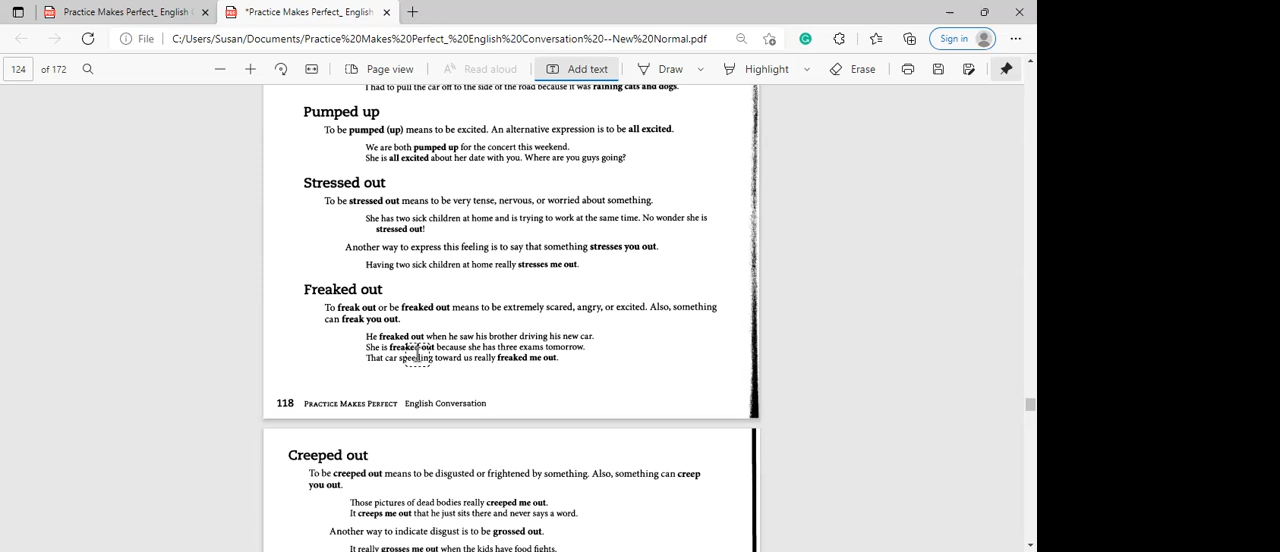 Practice Makes Perfect_ English C
*Practice Makes Perfect_ English
File C:/Users/Susan/Documents/Practice%20Makes%20Perfect_%20English%20Conversation%20--New%20Normal.pdf
Sign in
124 of 172
Page view
Read aloud
Add text
Draw
Highlight
Erase
I had to pull the car off to the side of the road because it was raining cats and dogs.
Pumped up
To be pumped (up) means to be excited. An alternative expression is to be all excited.
We are both pumped up for the concert this weekend.
She is all excited about her date with you. Where are you guys going?
Stressed out
To be stressed out means to be very tense, nervous, or worried about something.
She has two sick children at home and is trying to work at the same time. No wonder she is
stressed out!
Another way to express this feeling is to say that something stresses you out.
Having two sick children at home really stresses me out.
Freaked out
To freak out or be freaked out means to be extremely scared, angry, or excited. Also, something
can freak you out.
He freaked out when he saw his brother driving his new car.
She is freaked out because she has three exams tomorrow.
That car speeding toward us really freaked me out.
118 PRACTICE MAKES PERFECT English Conversation
Creeped out
To be creeped out means to be disgusted or frightened by something. Also, something can creep
you out.
Those pictures of dead bodies really creeped me out.
It creeps me out that he just sits there and never says a word.
Another way to indicate disgust is to be grossed out.
It really grosses me out when the kids have food fights.